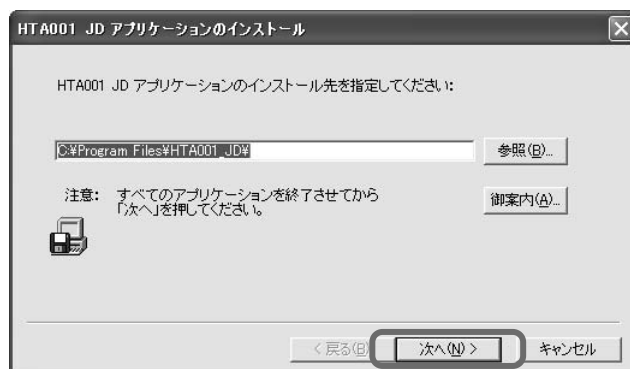 HTA001 JD アプリケーションのインストール
HTA001 JD アプリケーションのインストール先を指定してください:
C:¥Program Files¥HTA001_JD¥
参照(B)...
注意: すべてのアプリケーションを終了させてから
「次へ」を押してください。
御案内(A)...
< 戻る(B)
次へ(N) >
キャンセル